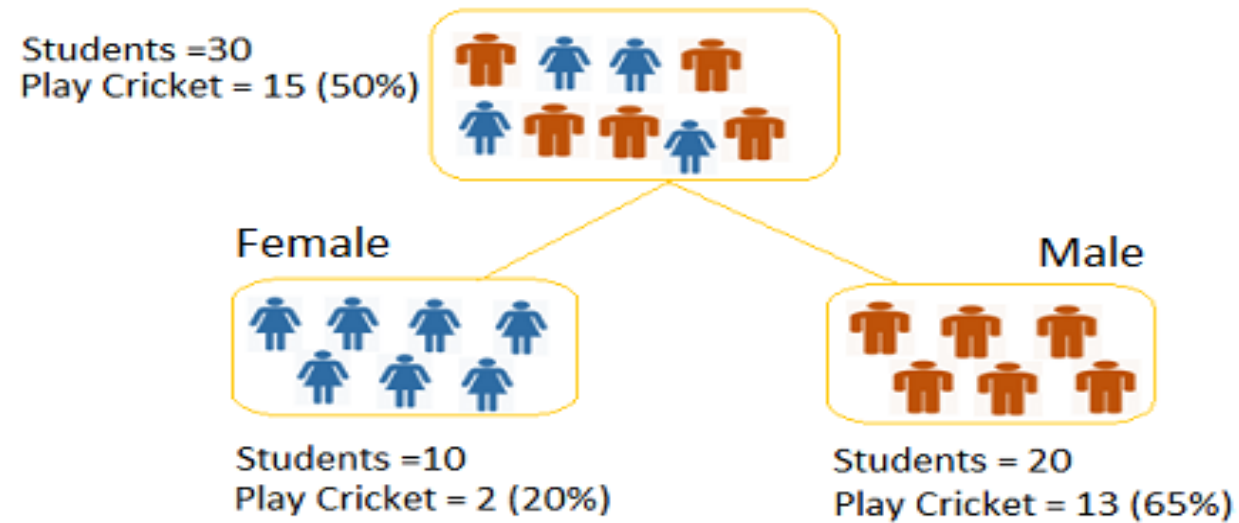 Students =30
Play Cricket = 15 (50%)
Female
Male
Students =10
Play Cricket = 2 (20%)
Students = 20
Play Cricket = 13 (65%)